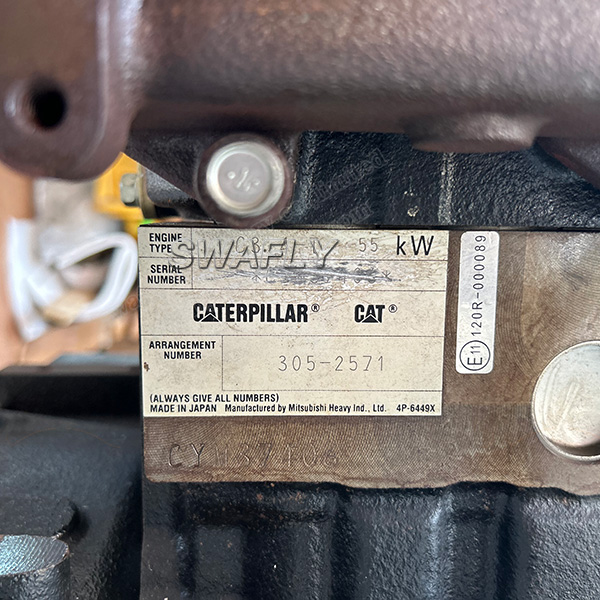 ENGINE TYPE 55 kW
SWAFLY
SERIAL NUMBER
CATERPILLAR® CAT®
ARRANGEMENT NUMBER 305-2571
(ALWAYS GIVE ALL NUMBERS)
MADE IN JAPAN Manufactured by Mitsubishi Heavy Ind., Ltd. 4P-6449X
E11 120R-000089